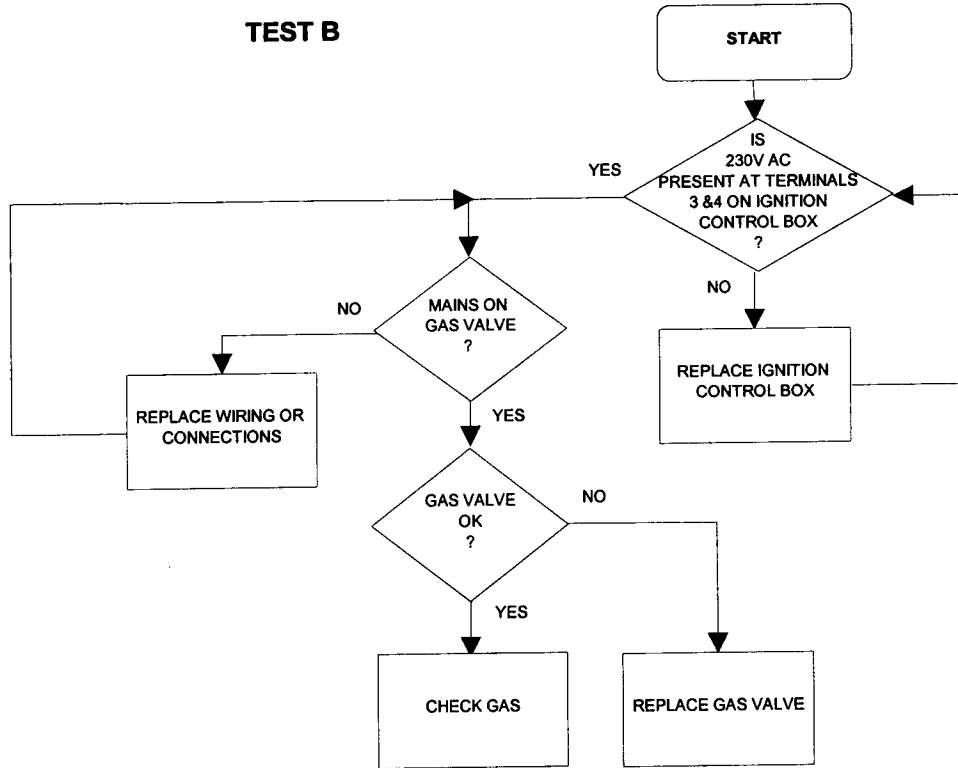 TEST B
START
IS
230V AC
PRESENT AT TERMINALS
3 &4 ON IGNITION
CONTROL BOX
?
YES
NO
MAINS ON
GAS VALVE
?
NO
REPLACE IGNITION
CONTROL BOX
REPLACE WIRING OR
CONNECTIONS
YES
GAS VALVE
OK
?
NO
YES
CHECK GAS
REPLACE GAS VALVE